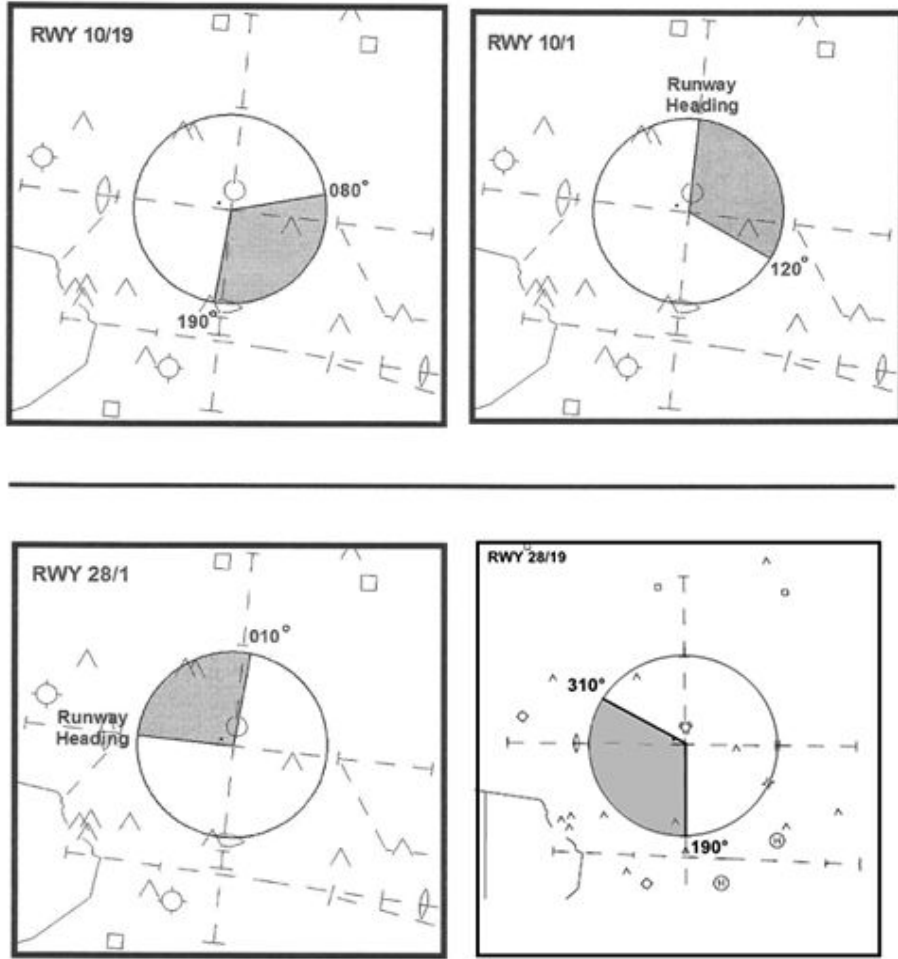 RWY 10/19
080°
190°
RWY 10/1
Runway
Heading
120°
RWY 28/1
010°
Runway
Heading
RWY 28/19
310°
190°
H
H